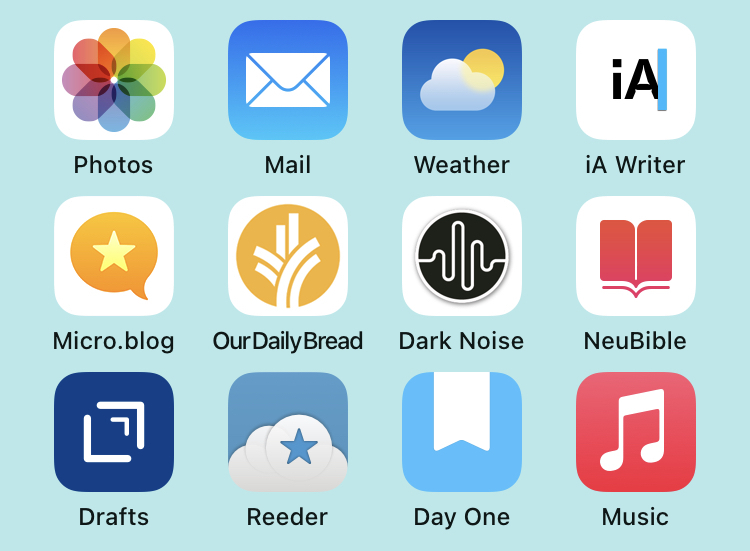 iA
Photos Mail Weather iA Writer
Micro.blog OurDailyBread Dark Noise NeuBible
Drafts Reeder Day One Music